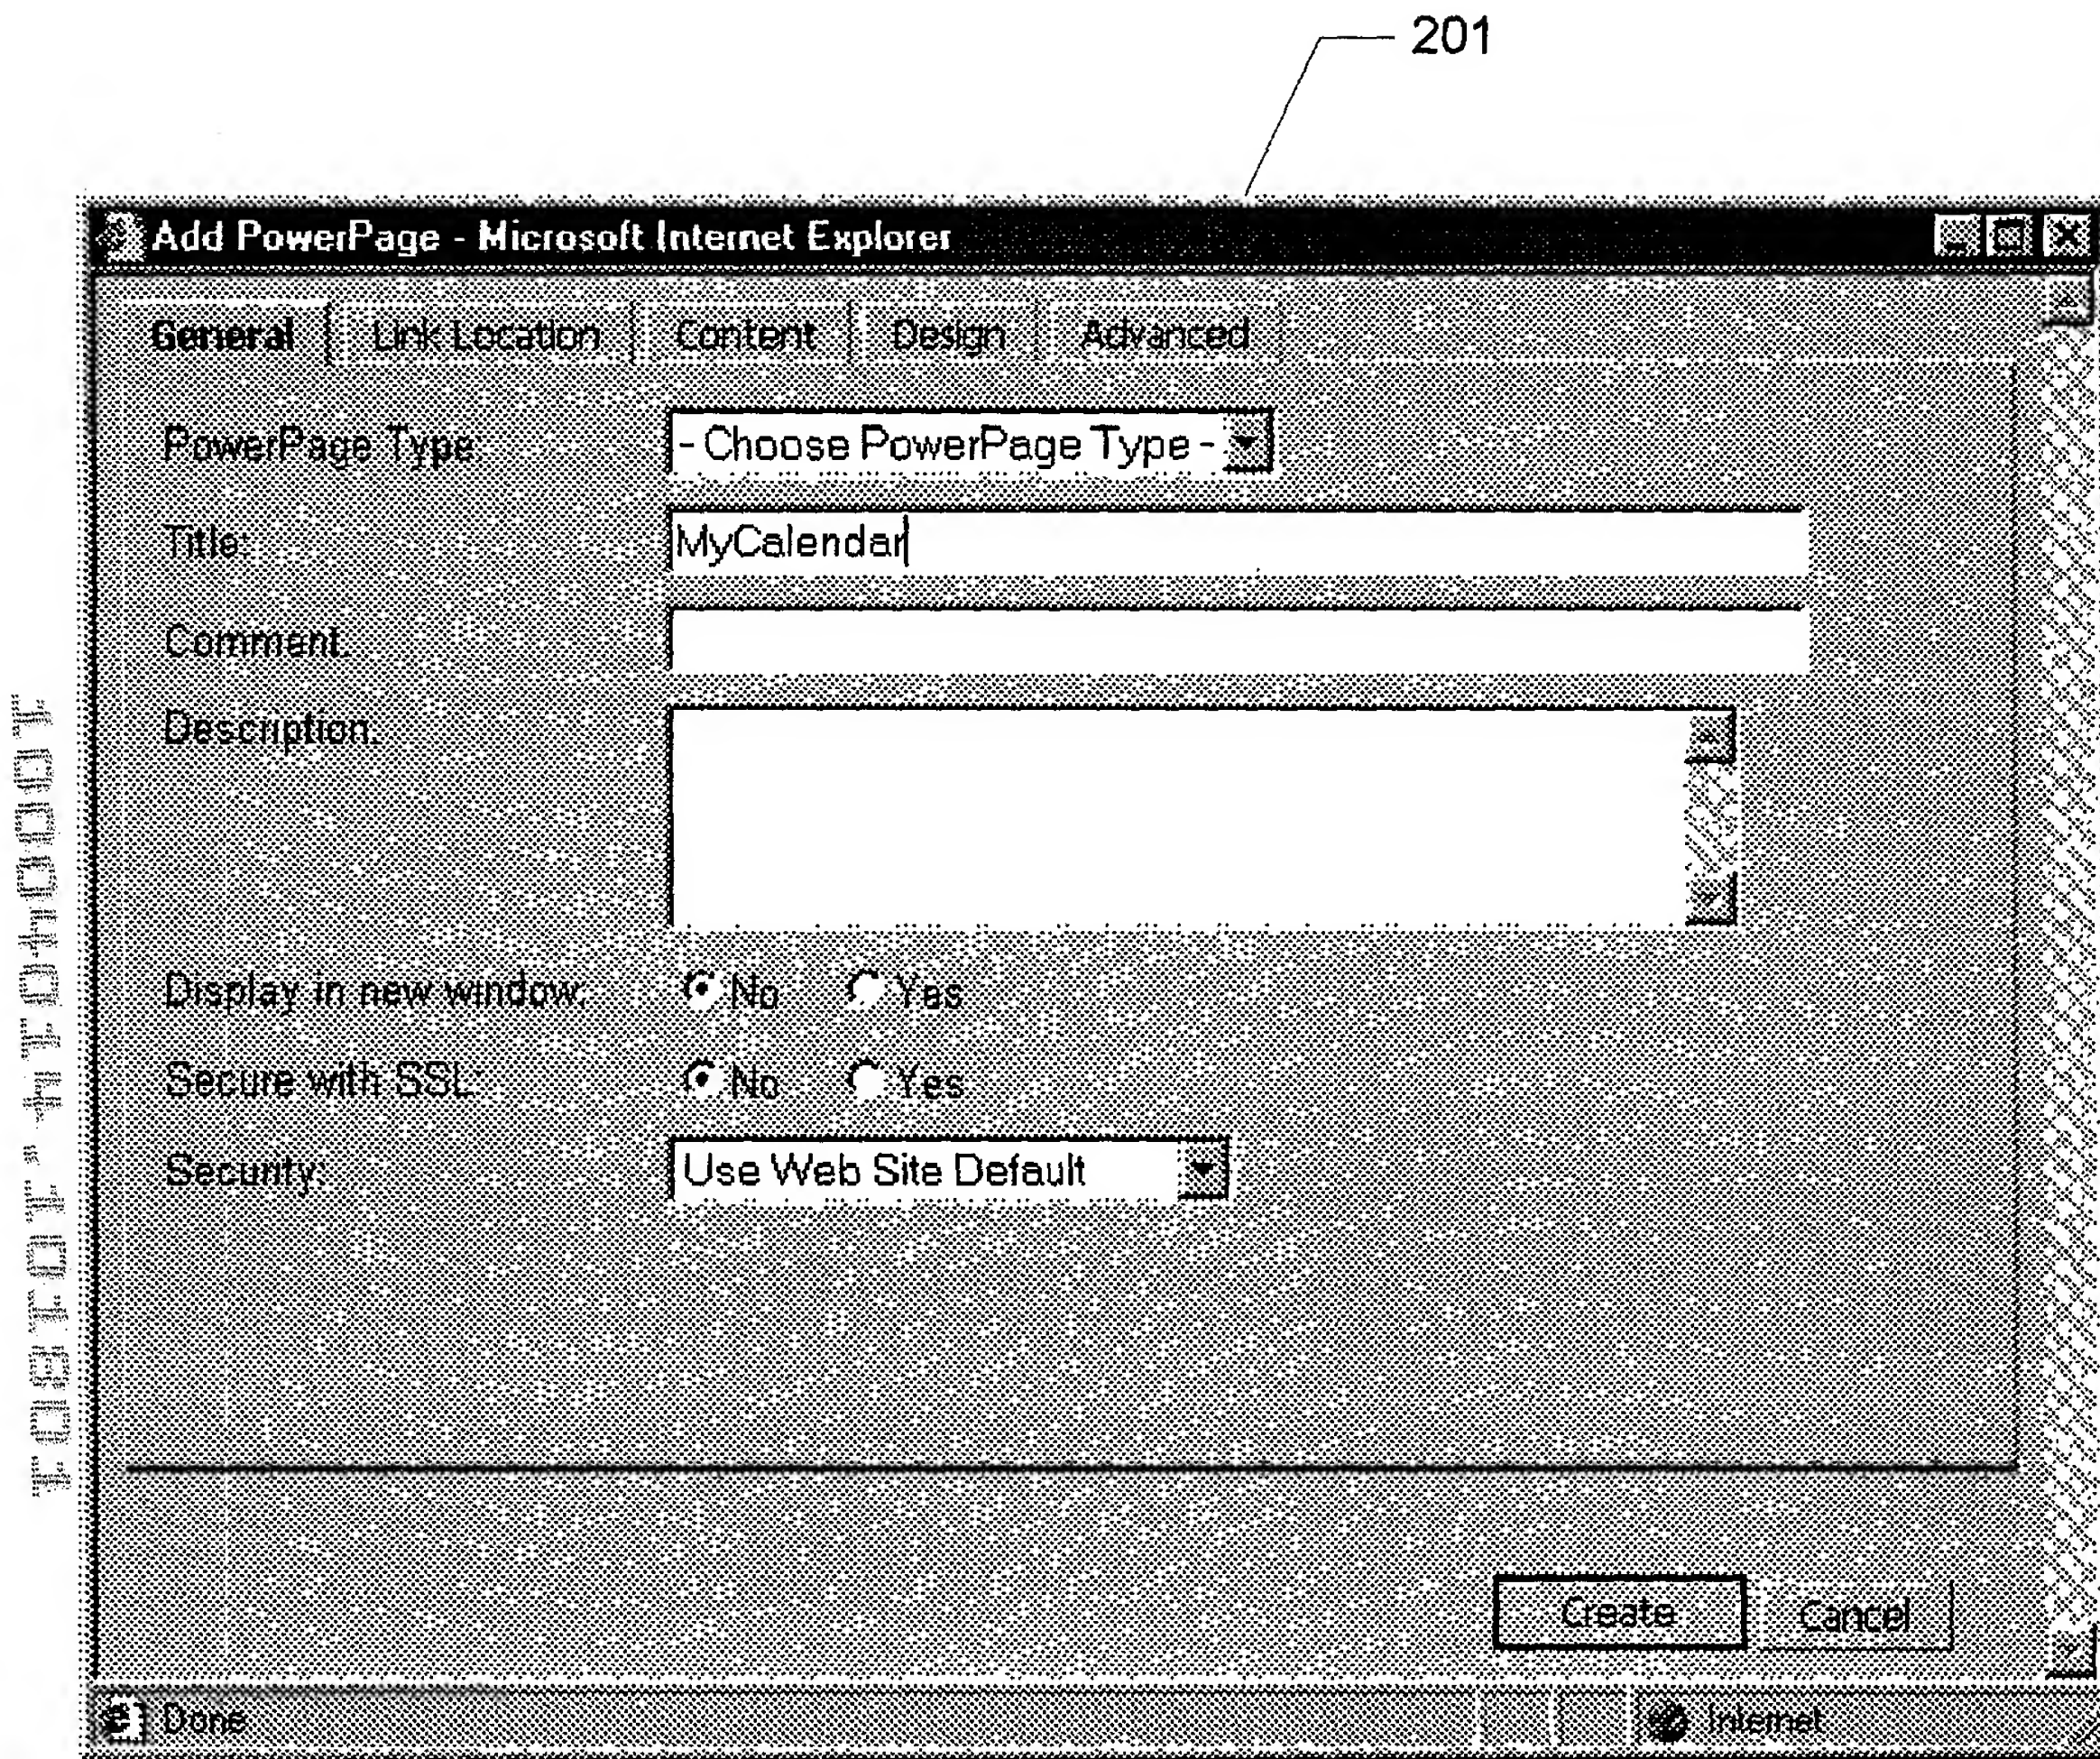 201
Add PowerPage - Microsoft Internet Explorer
General Link Location Content Design Advanced
PowerPage Type: - Choose PowerPage Type -
Title: MyCalendar
Comment:
Description:
Display in new window: No Yes
Secure with SSL: No Yes
Security: Use Web Site Default
Create Cancel
Done Internet